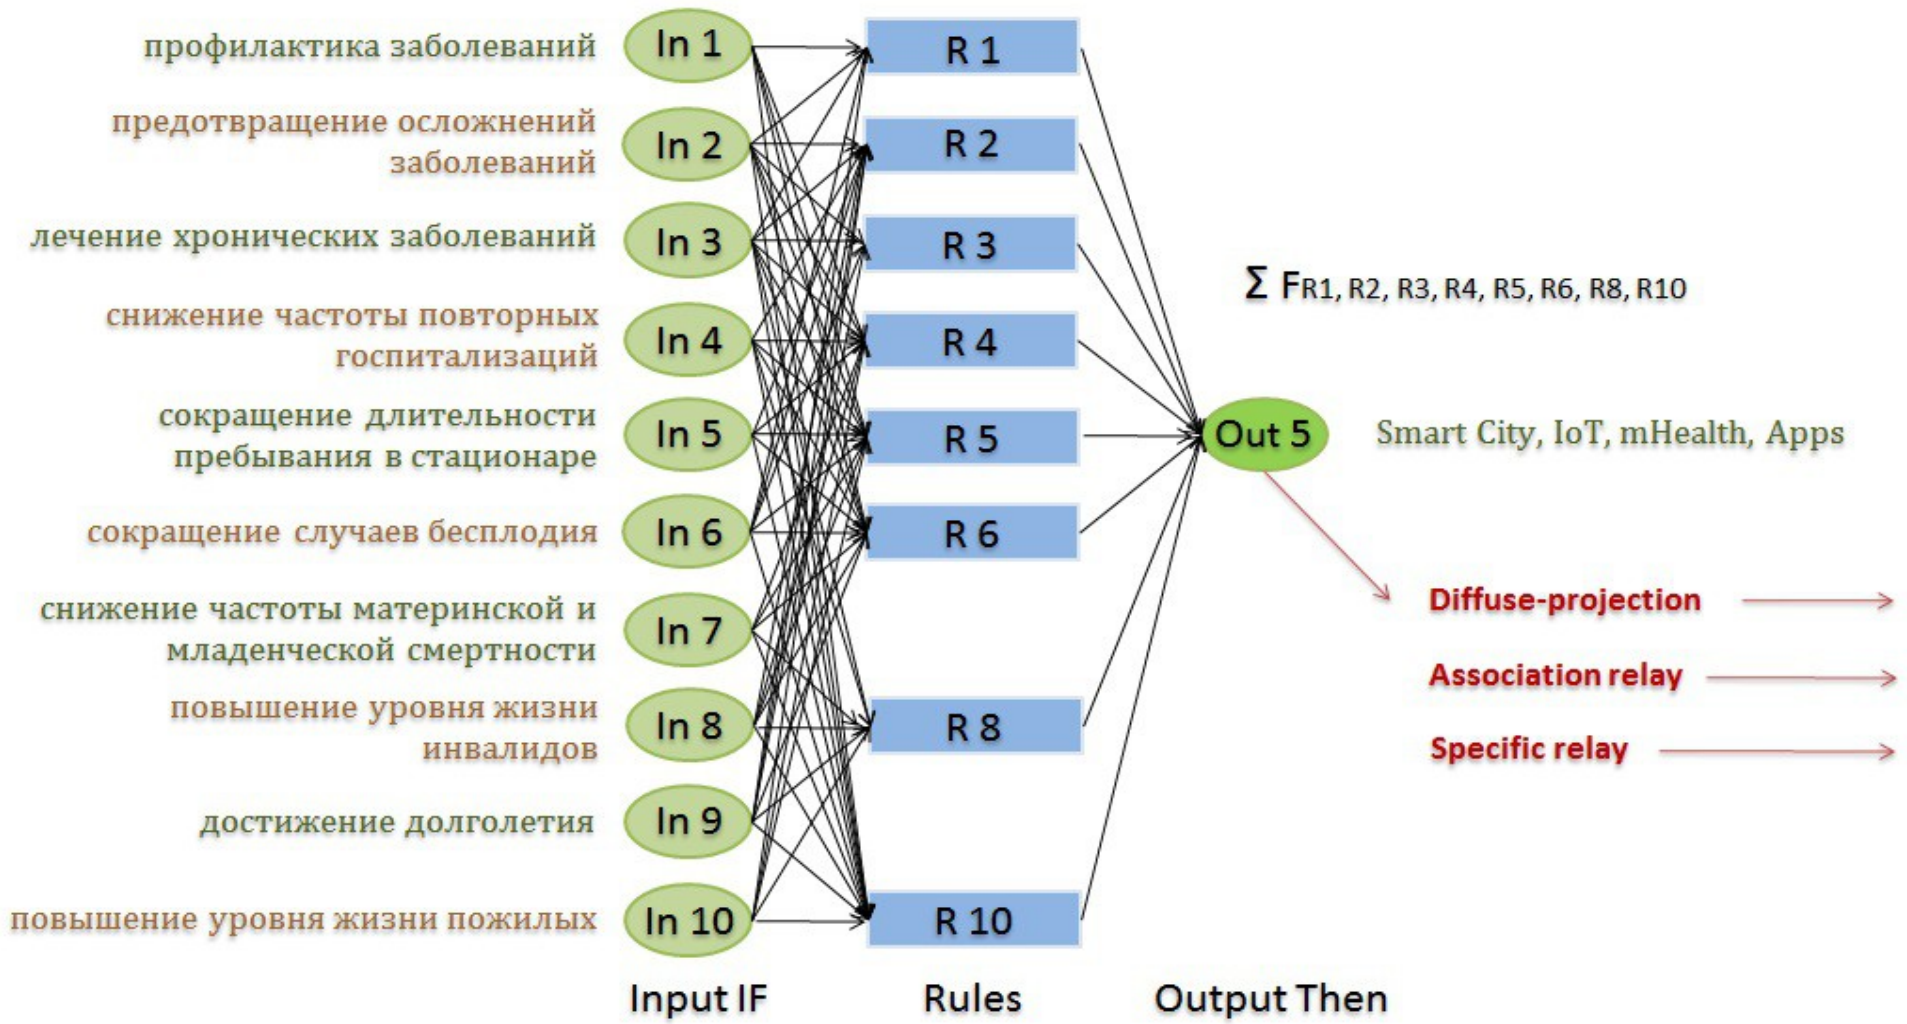 профилактика заболеваний
In 1
R 1
предотвращение осложнений
заболеваний
In 2
R 2
лечение хронических заболеваний
In 3
R 3
Σ FR1, R2, R3, R4, R5, R6, R8, R10
снижение частоты повторных
госпитализаций
In 4
R 4
сокращение длительности
пребывания в стационаре
In 5
R 5
Out 5
Smart City, IoT, mHealth, Apps
сокращение случаев бесплодия
In 6
R 6
снижение частоты материнской и
младенческой смертности
In 7
Diffuse-projection
Association relay
Specific relay
повышение уровня жизни
инвалидов
In 8
R 8
достижение долголетия
In 9
повышение уровня жизни пожилых
In 10
R 10
Input IF
Rules
Output Then